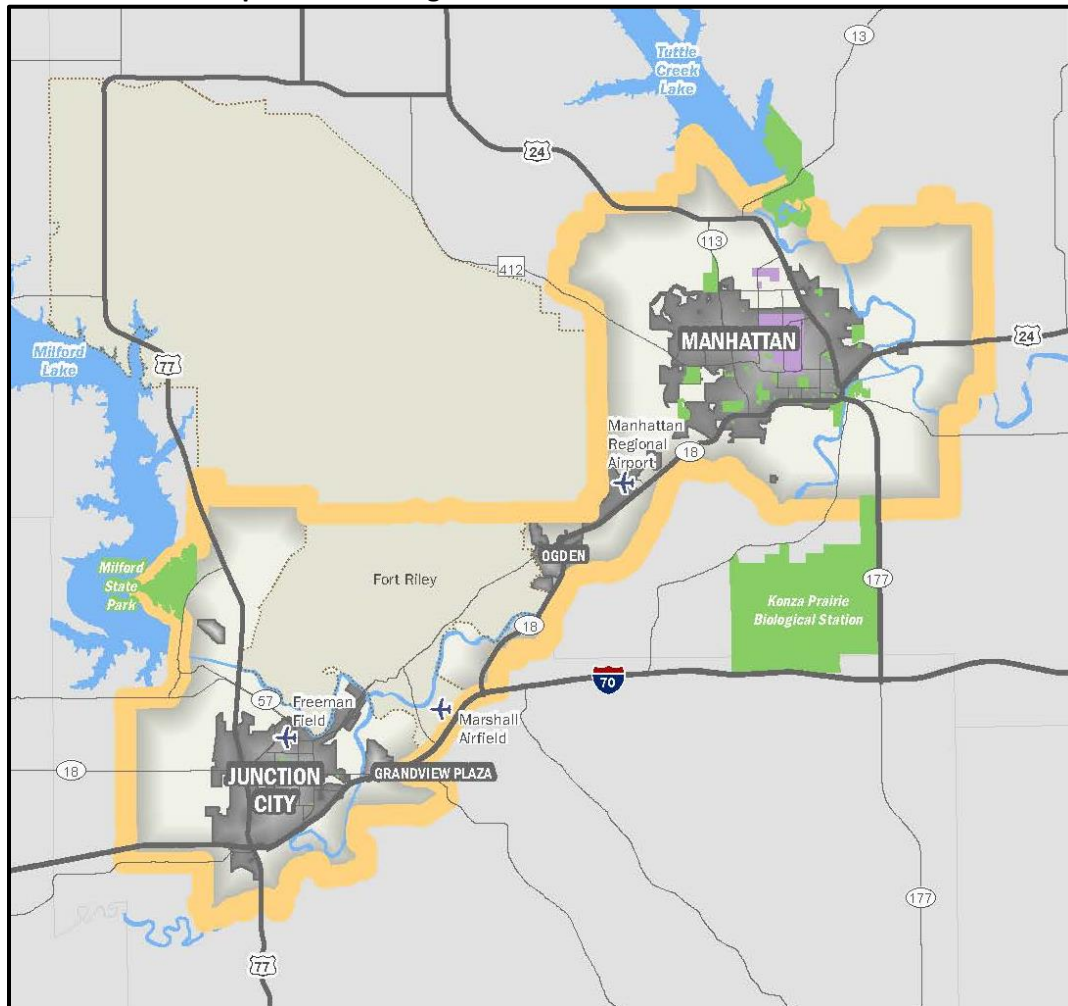 13
Tuttle
Creek
Lake
24
113
412
MANHATTAN
24
Milford
Lake
77
Manhattan
Regional
Airport
18
OGDEN
Milford
State
Park
Fort Riley
177
Konza Prairie
Biological Station
18
70
57
Freeman
Field
Marshall
Airfield
18
JUNCTION
CITY
GRANDVIEW PLAZA
177
77